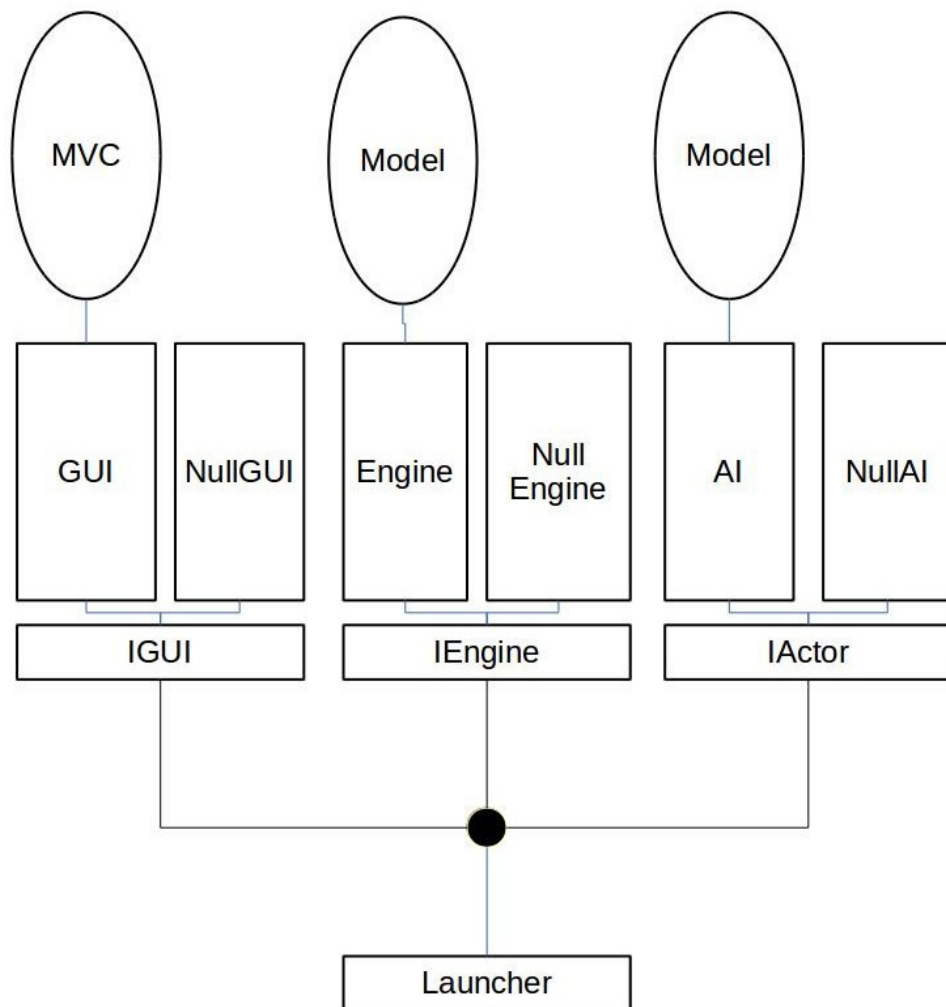 MVC
Model
Model
GUI
NullGUI
Engine
Null
Engine
AI
NullAI
IGUI
IEngine
IActor
Launcher